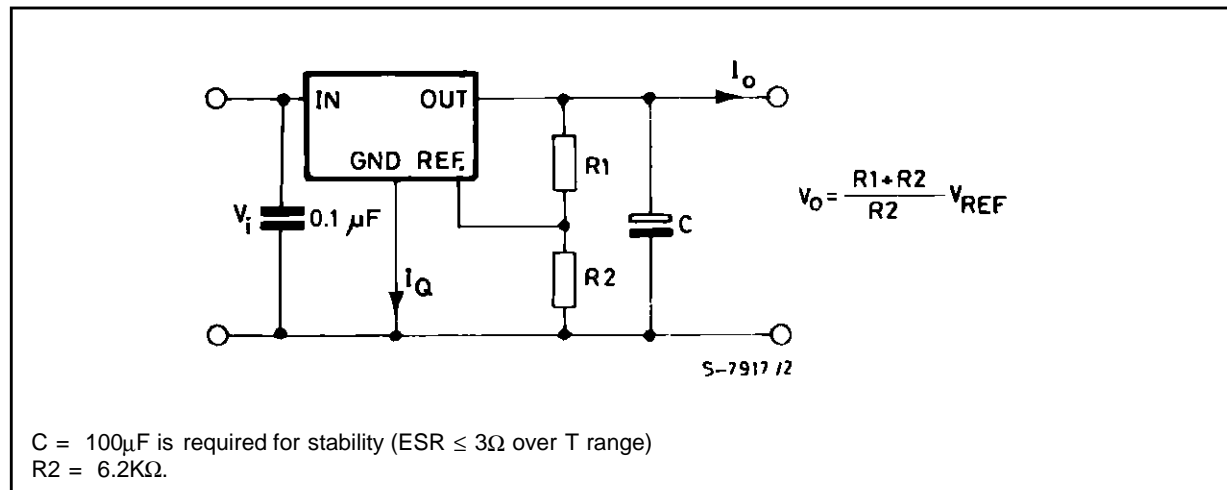 Io
IN OUT
GND REF.
R1
Vi 0.1 μF
C
R2
IQ
Vo = R1+R2 / R2 VREF
S-7917/2
C = 100μF is required for stability (ESR ≤ 3Ω over T range)
R2 = 6.2KΩ.